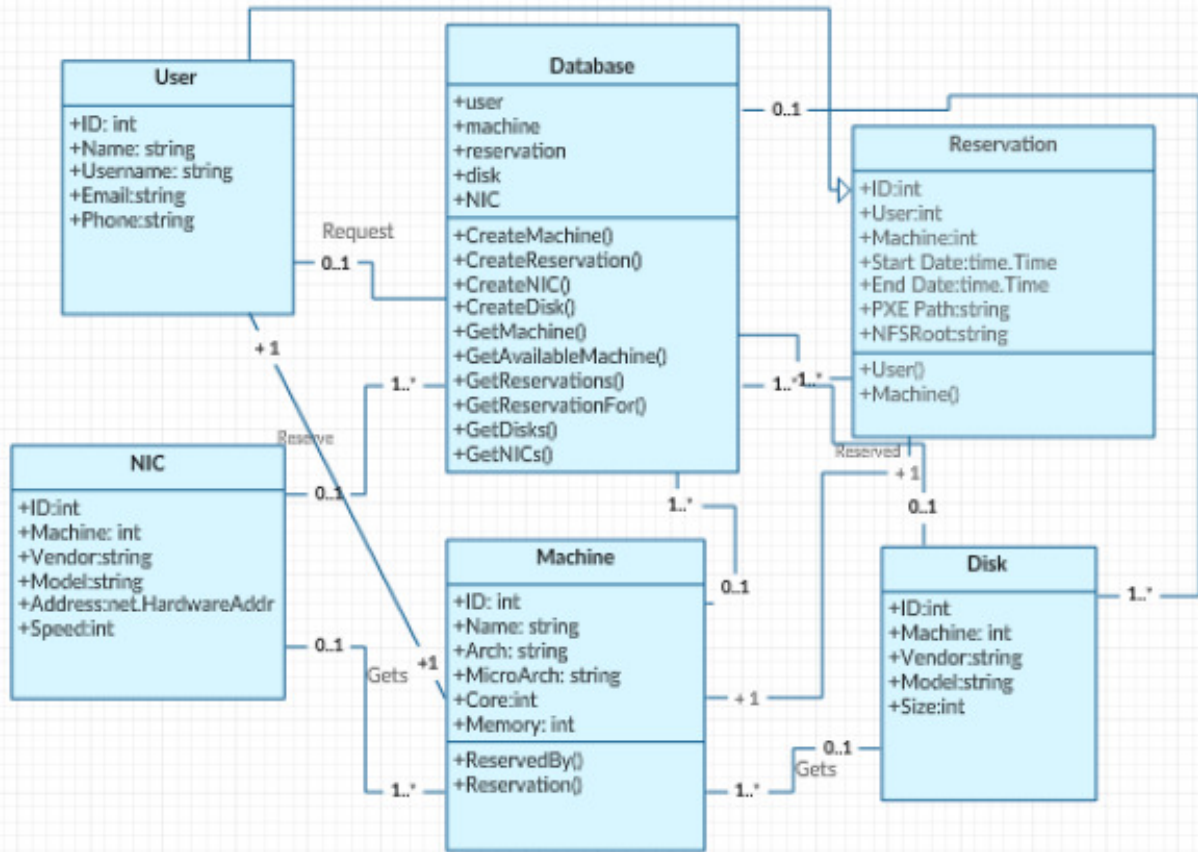 User
+ID: int
+Name: string
+Username: string
+Email:string
+Phone:string
Database
+user
+machine
+reservation
+disk
+NIC
+CreateMachine()
+CreateReservation()
+CreateNIC()
+CreateDisk()
+GetMachine()
+GetAvailableMachine()
+GetReservations()
+GetReservationFor()
+GetDisks()
+GetNICs()
0..1
Reservation
+ID:int
+User:int
+Machine:int
+Start Date:time.Time
+End Date:time.Time
+PXE Path:string
+NFSRoot:string
+User()
+Machine()
Request
0..1
+1
1..*
1..*
1..*
Reserve
Reserved
+1
NIC
+ID:int
+Machine: int
+Vendor:string
+Model:string
+Address:net.HardwareAddr
+Speed:int
0..1
1..*
0..1
0..1
Machine
+ID: int
+Name: string
+Arch: string
+MicroArch: string
+Core:int
+Memory: int
+ReservedBy()
+Reservation()
Disk
+ID:int
+Machine: int
+Vendor:string
+Model:string
+Size:int
1..*
0..1
Gets
+1
+1
0..1
Gets
1..*
1..*